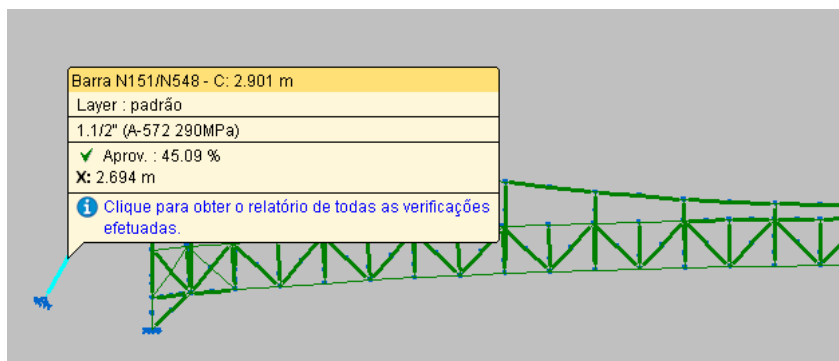 Barra N151/N548 - C: 2.901 m
Layer : padrão
1.1/2" (A-572 290MPa)
Aprov. : 45.09 %
X: 2.694 m
Clique para obter o relatório de todas as verificações
efetuadas.